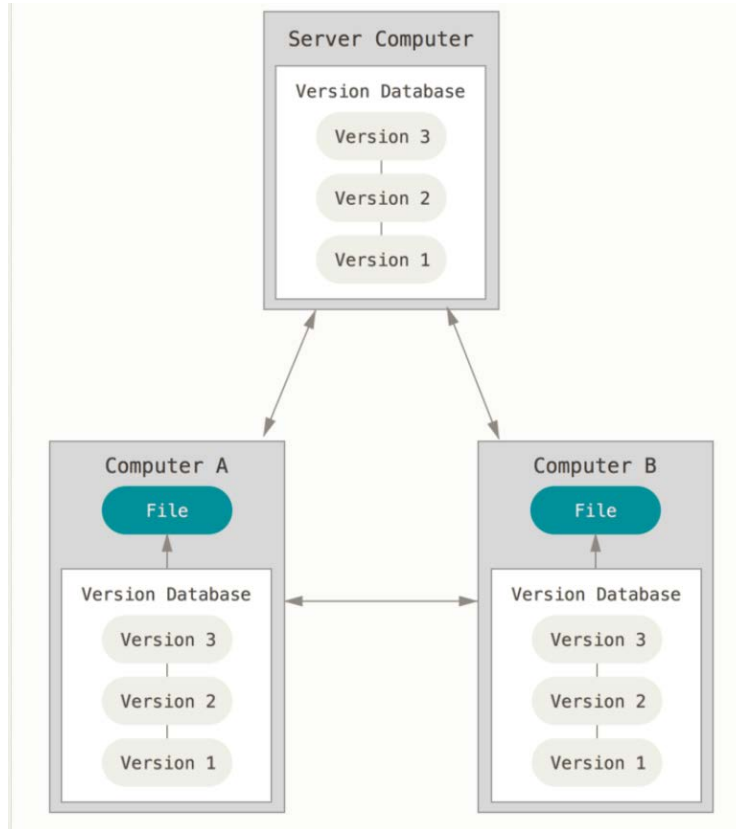 Server Computer
Version Database
Version 3
Version 2
Version 1
Computer A
File
Version Database
Version 3
Version 2
Version 1
Computer B
File
Version Database
Version 3
Version 2
Version 1